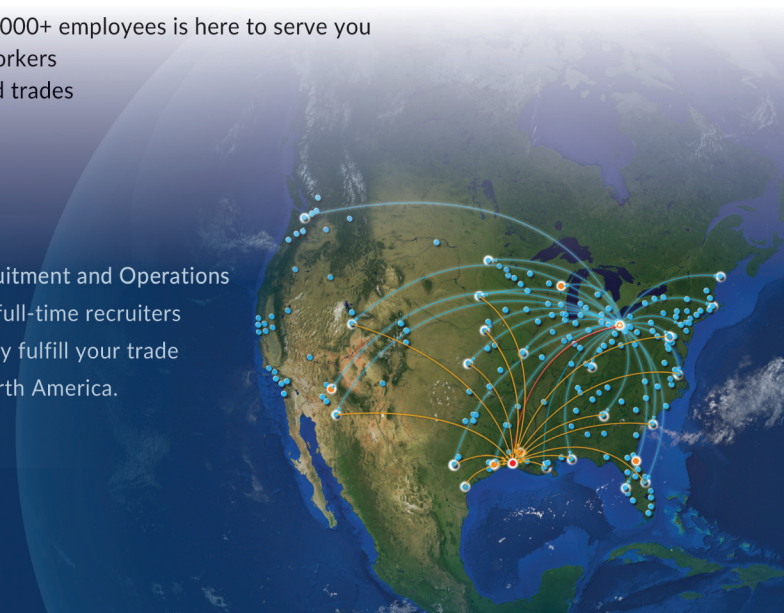 000+ employees is here to serve you
orkers
d trades
uitment and Operations
full-time recruiters
y fulfill your trade
rth America.